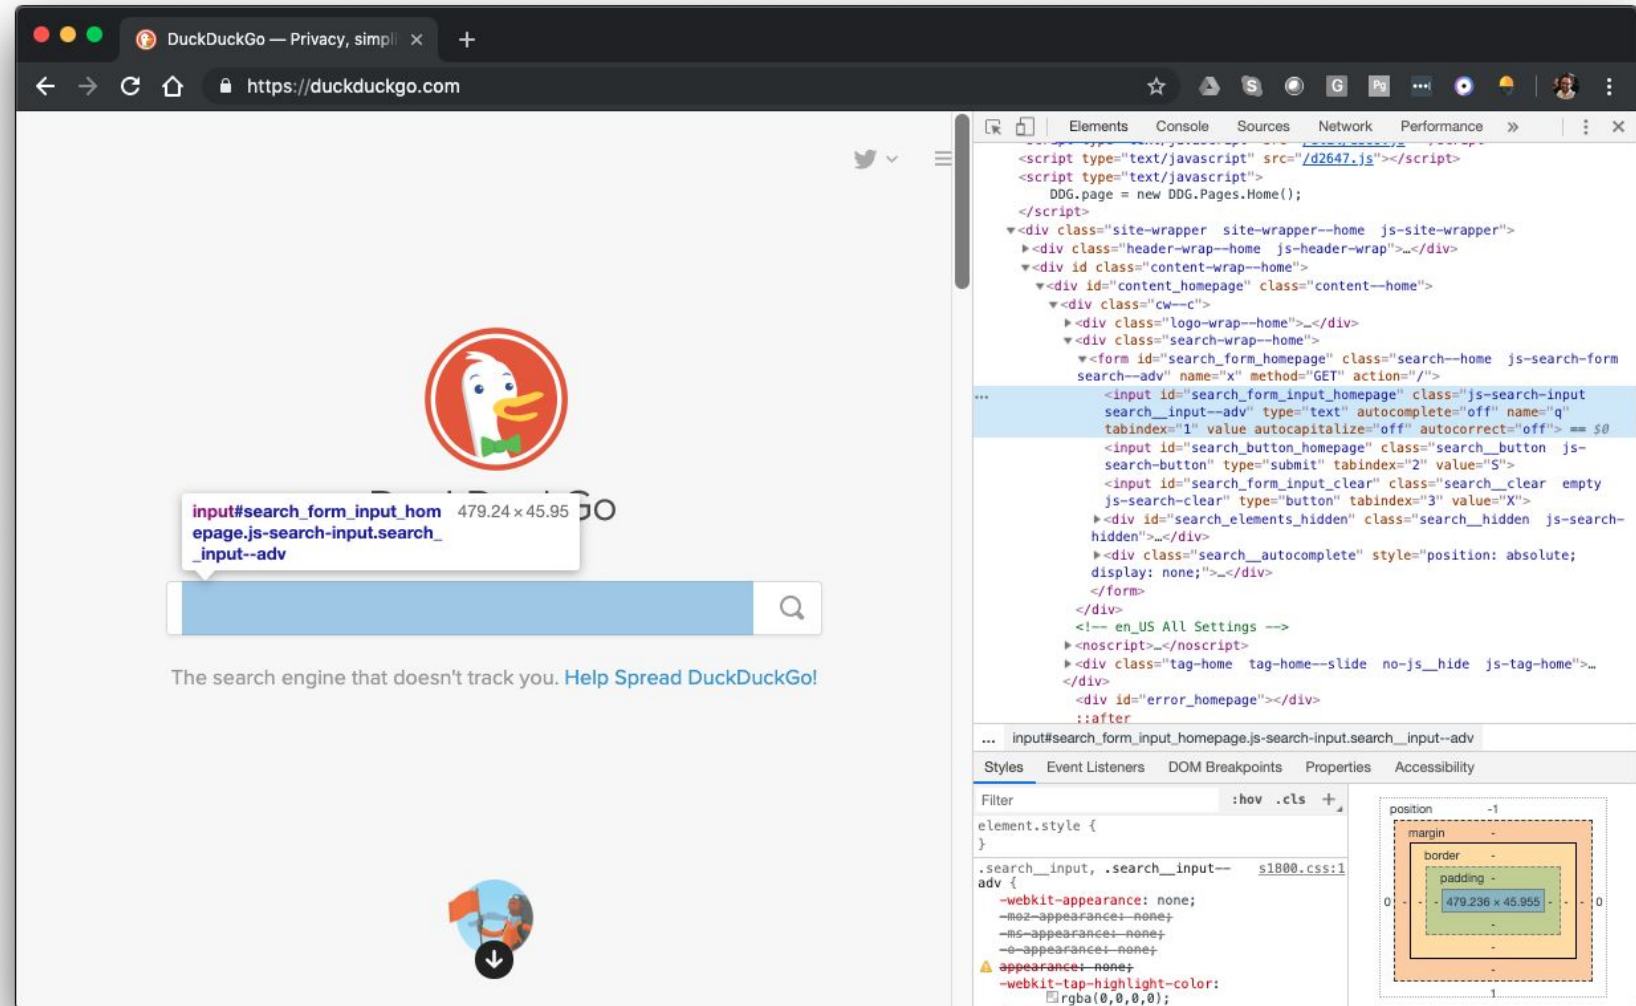 DuckDuckGo — Privacy, simpli
https://duckduckgo.com
G
Pg
Elements Console Sources Network Performance »
<script type="text/javascript" src="/d2647.js"></script>
<script type="text/javascript">
DDG.page = new DDG.Pages.Home();
</script>
▼<div class="site-wrapper site-wrapper--home js-site-wrapper">
▶<div class="header-wrap--home js-header-wrap">…</div>
▼<div id class="content-wrap--home">
▼<div id="content_homepage" class="content--home">
▼<div class="cw--c">
▶<div class="logo-wrap--home">…</div>
▼<div class="search-wrap--home">
▼<form id="search_form_homepage" class="search--home js-search-form
search--adv" name="x" method="GET" action="/">
... <input id="search_form_input_homepage" class="js-search-input
search__input--adv" type="text" autocomplete="off" name="q"
tabindex="1" value autocapitalize="off" autocorrect="off"> == $0
<input id="search_button_homepage" class="search__button js-
search-button" type="submit" tabindex="2" value="S">
<input id="search_form_input_clear" class="search__clear empty
js-search-clear" type="button" tabindex="3" value="X">
▶<div id="search_elements_hidden" class="search__hidden js-search-
hidden">…</div>
▶<div class="search__autocomplete" style="position: absolute;
display: none;">…</div>
</form>
</div>
<!-- en_US All Settings -->
▶<noscript>…</noscript>
▶<div class="tag-home tag-home--slide no-js__hide js-tag-home">…
</div>
<div id="error_homepage"></div>
::after
... input#search_form_input_homepage.js-search-input.search__input--adv
Styles Event Listeners DOM Breakpoints Properties Accessibility
Filter :hov .cls +
element.style {
}
.search__input, .search__input-- s1800.css:1
adv {
-webkit-appearance: none;
-moz-appearance: none;
-ms-appearance: none;
-o-appearance: none;
appearance: none;
-webkit-tap-highlight-color:
rgba(0,0,0,0);
position -1
margin -
border -
padding -
0 - - - 479.236 × 45.955 - - - 0
-
-
-
1
input#search_form_input_hom 479.24 × 45.95
epage.js-search-input.search_
_input--adv
Go
The search engine that doesn't track you. Help Spread DuckDuckGo!